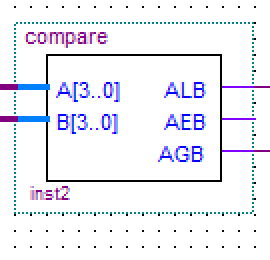 compare
A[3..0] ALB
B[3..0] AEB
AGB
inst2